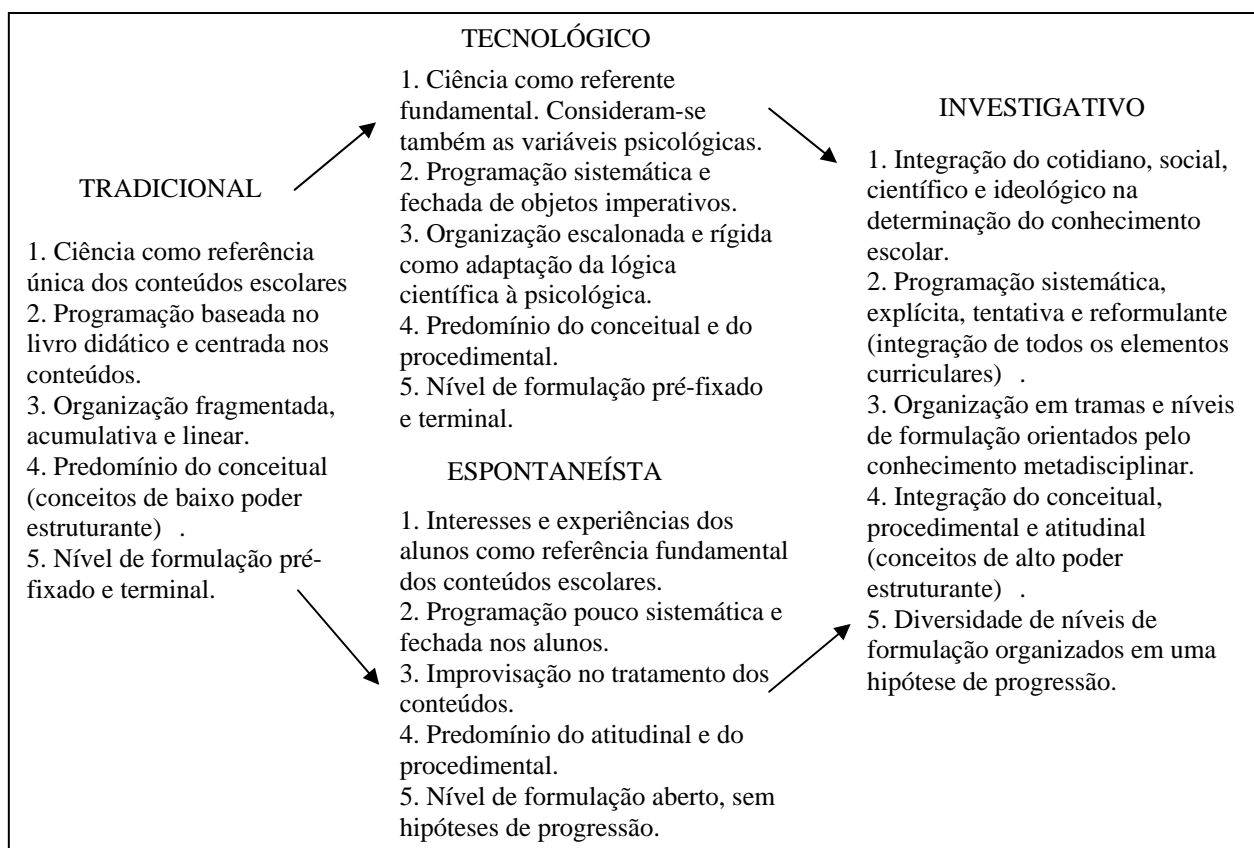 TRADICIONAL
1. Ciência como referência
única dos conteúdos escolares
2. Programação baseada no
livro didático e centrada nos
conteúdos.
3. Organização fragmentada,
acumulativa e linear.
4. Predomínio do conceitual
(conceitos de baixo poder
estruturante) .
5. Nível de formulação pré-
fixado e terminal.
TECNOLÓGICO
1. Ciência como referente
fundamental. Consideram-se
também as variáveis psicológicas.
2. Programação sistemática e
fechada de objetos imperativos.
3. Organização escalonada e rígida
como adaptação da lógica
científica à psicológica.
4. Predomínio do conceitual e do
procedimental.
5. Nível de formulação pré-fixado
e terminal.
ESPONTANEÍSTA
1. Interesses e experiências dos
alunos como referência fundamental
dos conteúdos escolares.
2. Programação pouco sistemática e
fechada nos alunos.
3. Improvisação no tratamento dos
conteúdos.
4. Predomínio do atitudinal e do
procedimental.
5. Nível de formulação aberto, sem
hipóteses de progressão.
INVESTIGATIVO
1. Integração do cotidiano, social,
científico e ideológico na
determinação do conhecimento
escolar.
2. Programação sistemática,
explícita, tentativa e reformulante
(integração de todos os elementos
curriculares) .
3. Organização em tramas e níveis
de formulação orientados pelo
conhecimento metadisciplinar.
4. Integração do conceitual,
procedimental e atitudinal
(conceitos de alto poder
estruturante) .
5. Diversidade de níveis de
formulação organizados em uma
hipótese de progressão.